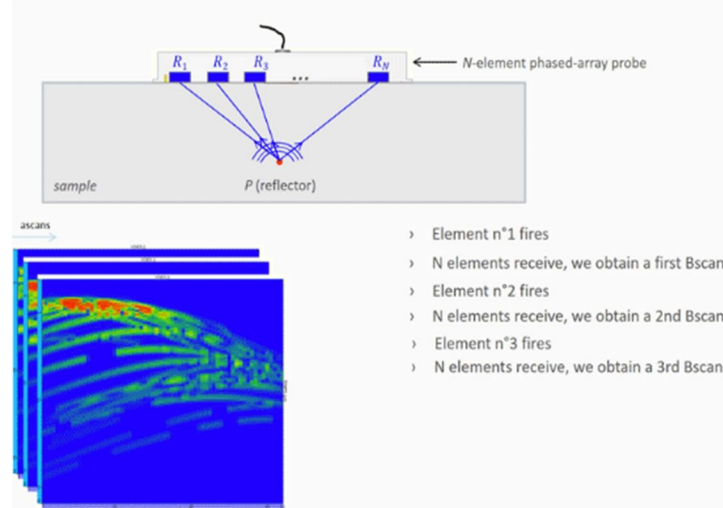 R1 R2 R3 ... RN
N-element phased-array probe
sample
P (reflector)
ascans
› Element n°1 fires
› N elements receive, we obtain a first Bscan
› Element n°2 fires
› N elements receive, we obtain a 2nd Bscan
› Element n°3 fires
› N elements receive, we obtain a 3rd Bscan